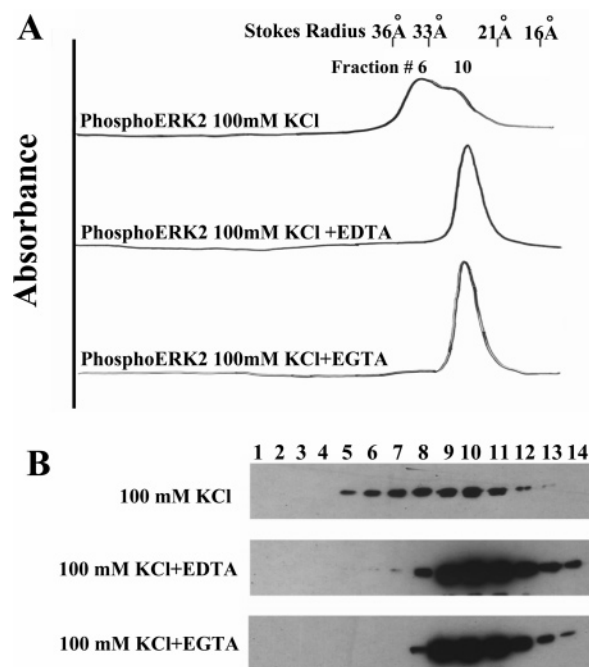 A
Stokes Radius 36Å 33Å 21Å 16Å
Fraction # 6 10
PhosphoERK2 100mM KCl
PhosphoERK2 100mM KCl +EDTA
PhosphoERK2 100mM KCl+EGTA
Absorbance
B
1 2 3 4 5 6 7 8 9 10 11 12 13 14
100 mM KCl
100 mM KCl+EDTA
100 mM KCl+EGTA